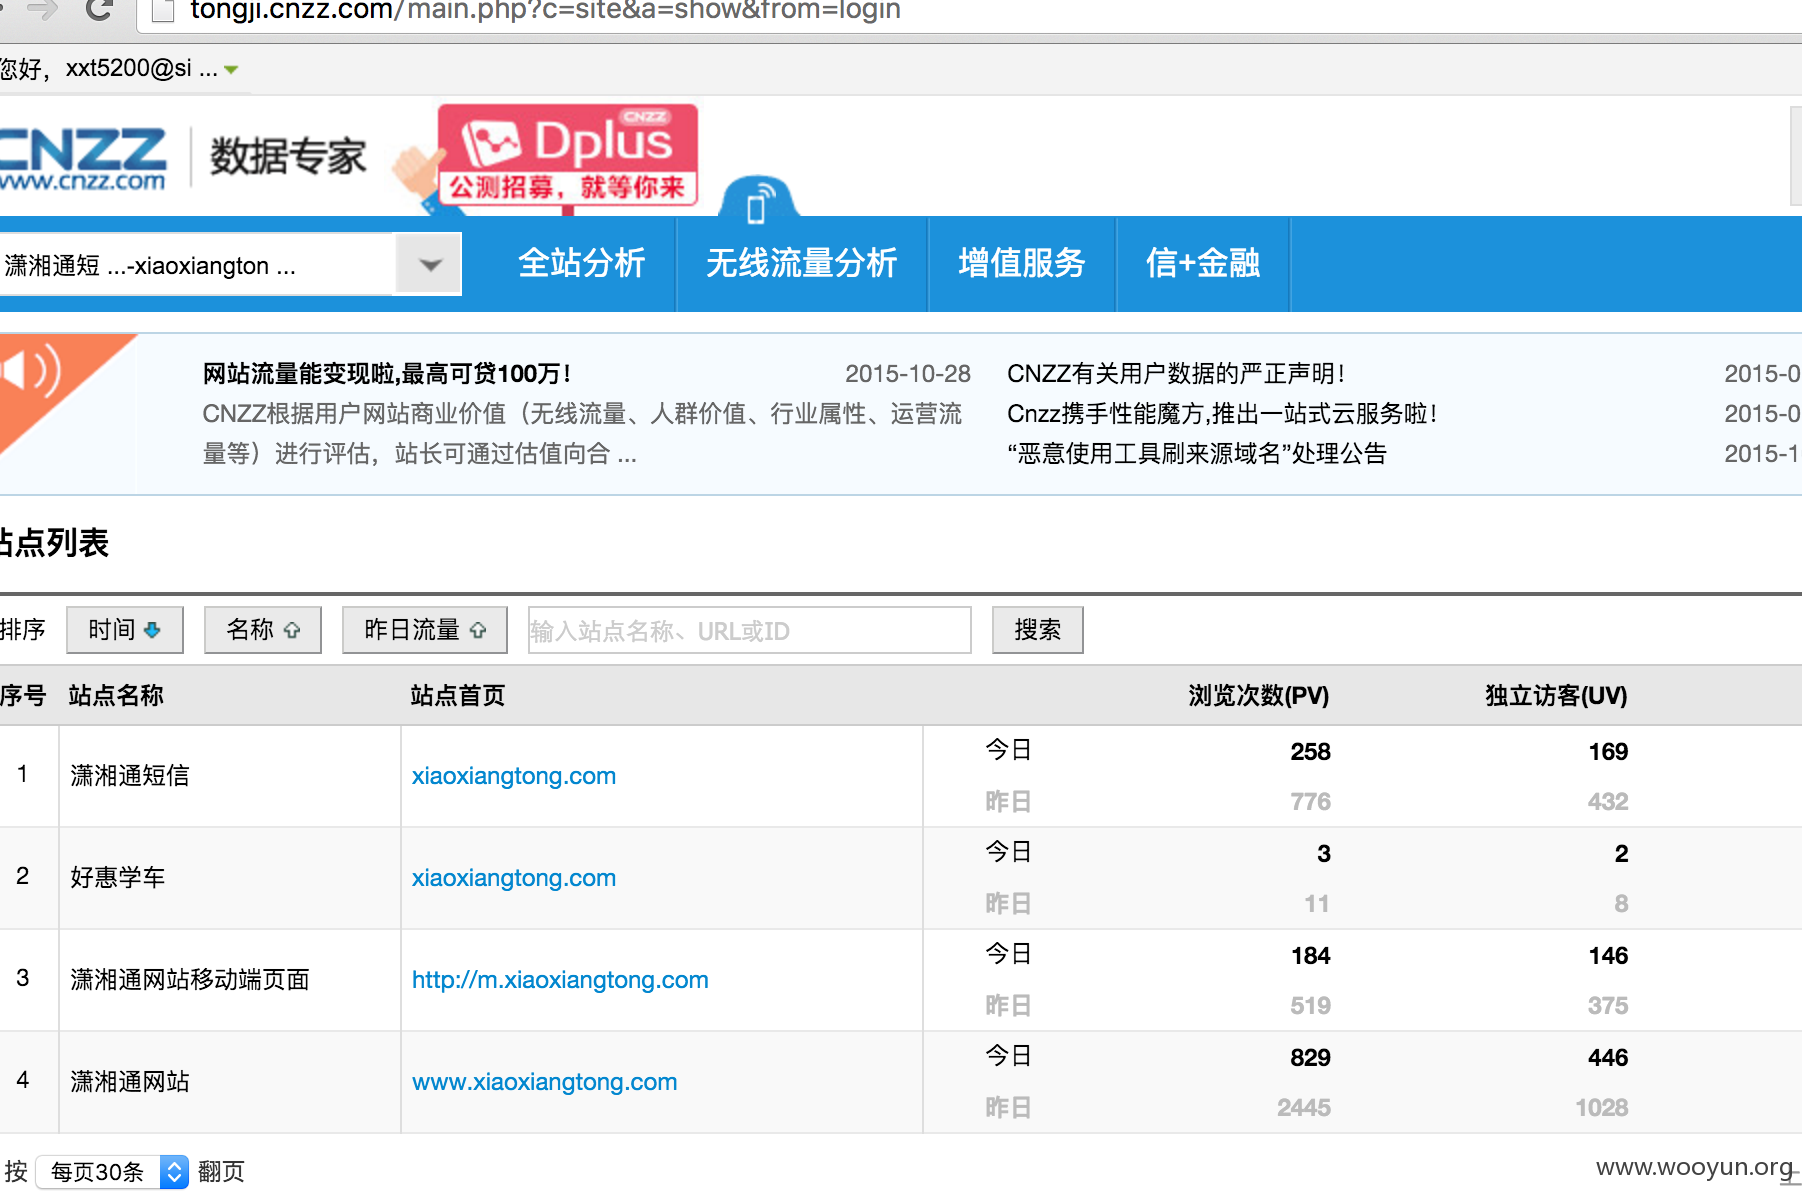 tongji.cnzz.com/main.php?c=site&a=show&from=login
您好，xxt5200@si ...
CNZZ
www.cnzz.com
数据专家
CNZZ
Dplus
公测招募，就等你来
潇湘通短 ...-xiaoxiangton ...
全站分析 无线流量分析 增值服务 信+金融
网站流量能变现啦,最高可贷100万！ 2015-10-28
CNZZ根据用户网站商业价值（无线流量、人群价值、行业属性、运营流
量等）进行评估，站长可通过估值向合 ...
CNZZ有关用户数据的严正声明！ 2015-0
Cnzz携手性能魔方,推出一站式云服务啦！ 2015-0
“恶意使用工具刷来源域名”处理公告 2015-1
站点列表
排序 时间 名称 昨日流量 输入站点名称、URL或ID 搜索
序号 站点名称 站点首页 浏览次数(PV) 独立访客(UV)
1 潇湘通短信 xiaoxiangtong.com 今日 258 169
昨日 776 432
2 好惠学车 xiaoxiangtong.com 今日 3 2
昨日 11 8
3 潇湘通网站移动端页面 http://m.xiaoxiangtong.com 今日 184 146
昨日 519 375
4 潇湘通网站 www.xiaoxiangtong.com 今日 829 446
昨日 2445 1028
按 每页30条 翻页
www.wooyun.org